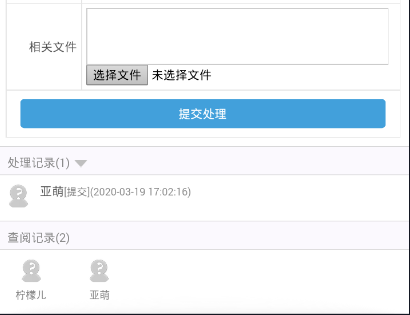 相关文件
选择文件 未选择文件
提交处理
处理记录(1)
亚萌[提交](2020-03-19 17:02:16)
查阅记录(2)
柠檬儿 亚萌